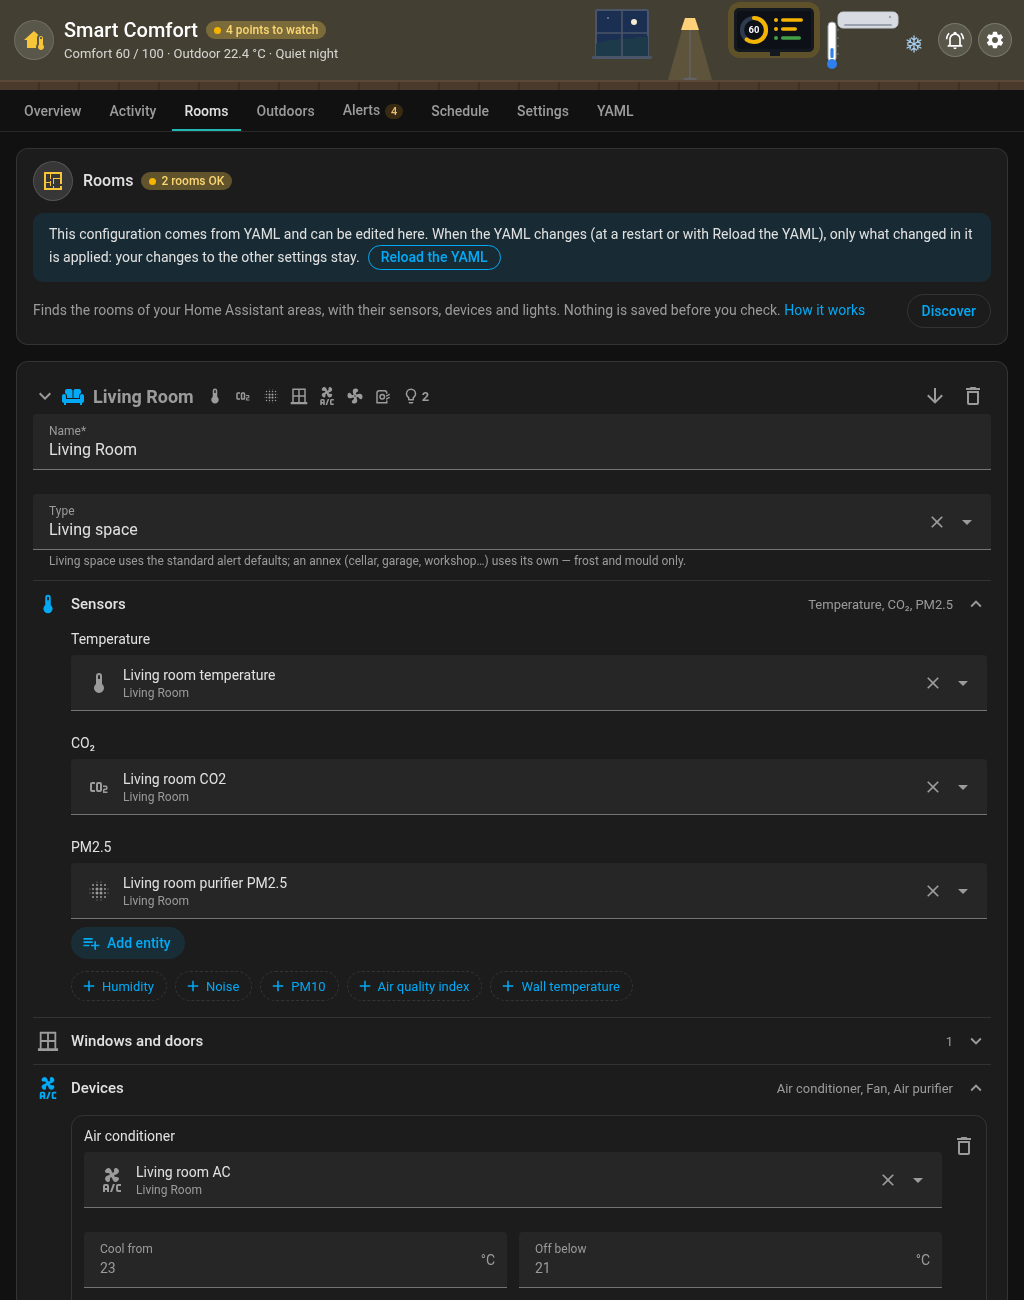 Smart Comfort
4 points to watch
Comfort 60 / 100 · Outdoor 22.4 °C · Quiet night
60
Overview
Activity
Rooms
Outdoors
Alerts 4
Schedule
Settings
YAML
Rooms
2 rooms OK
This configuration comes from YAML and can be edited here. When the YAML changes (at a restart or with Reload the YAML), only what changed in it
is applied: your changes to the other settings stay. Reload the YAML
Finds the rooms of your Home Assistant areas, with their sensors, devices and lights. Nothing is saved before you check. How it works
Discover
Living Room
CO₂
A/C
2
Name*
Living Room
Type
Living space
Living space uses the standard alert defaults; an annex (cellar, garage, workshop…) uses its own — frost and mould only.
Sensors
Temperature, CO₂, PM2.5
Temperature
Living room temperature
Living Room
CO₂
CO₂
Living room CO2
Living Room
PM2.5
Living room purifier PM2.5
Living Room
Add entity
Humidity
Noise
PM10
Air quality index
Wall temperature
Windows and doors
1
A/C
Devices
Air conditioner, Fan, Air purifier
Air conditioner
A/C
Living room AC
Living Room
Cool from
23
°C
Off below
21
°C